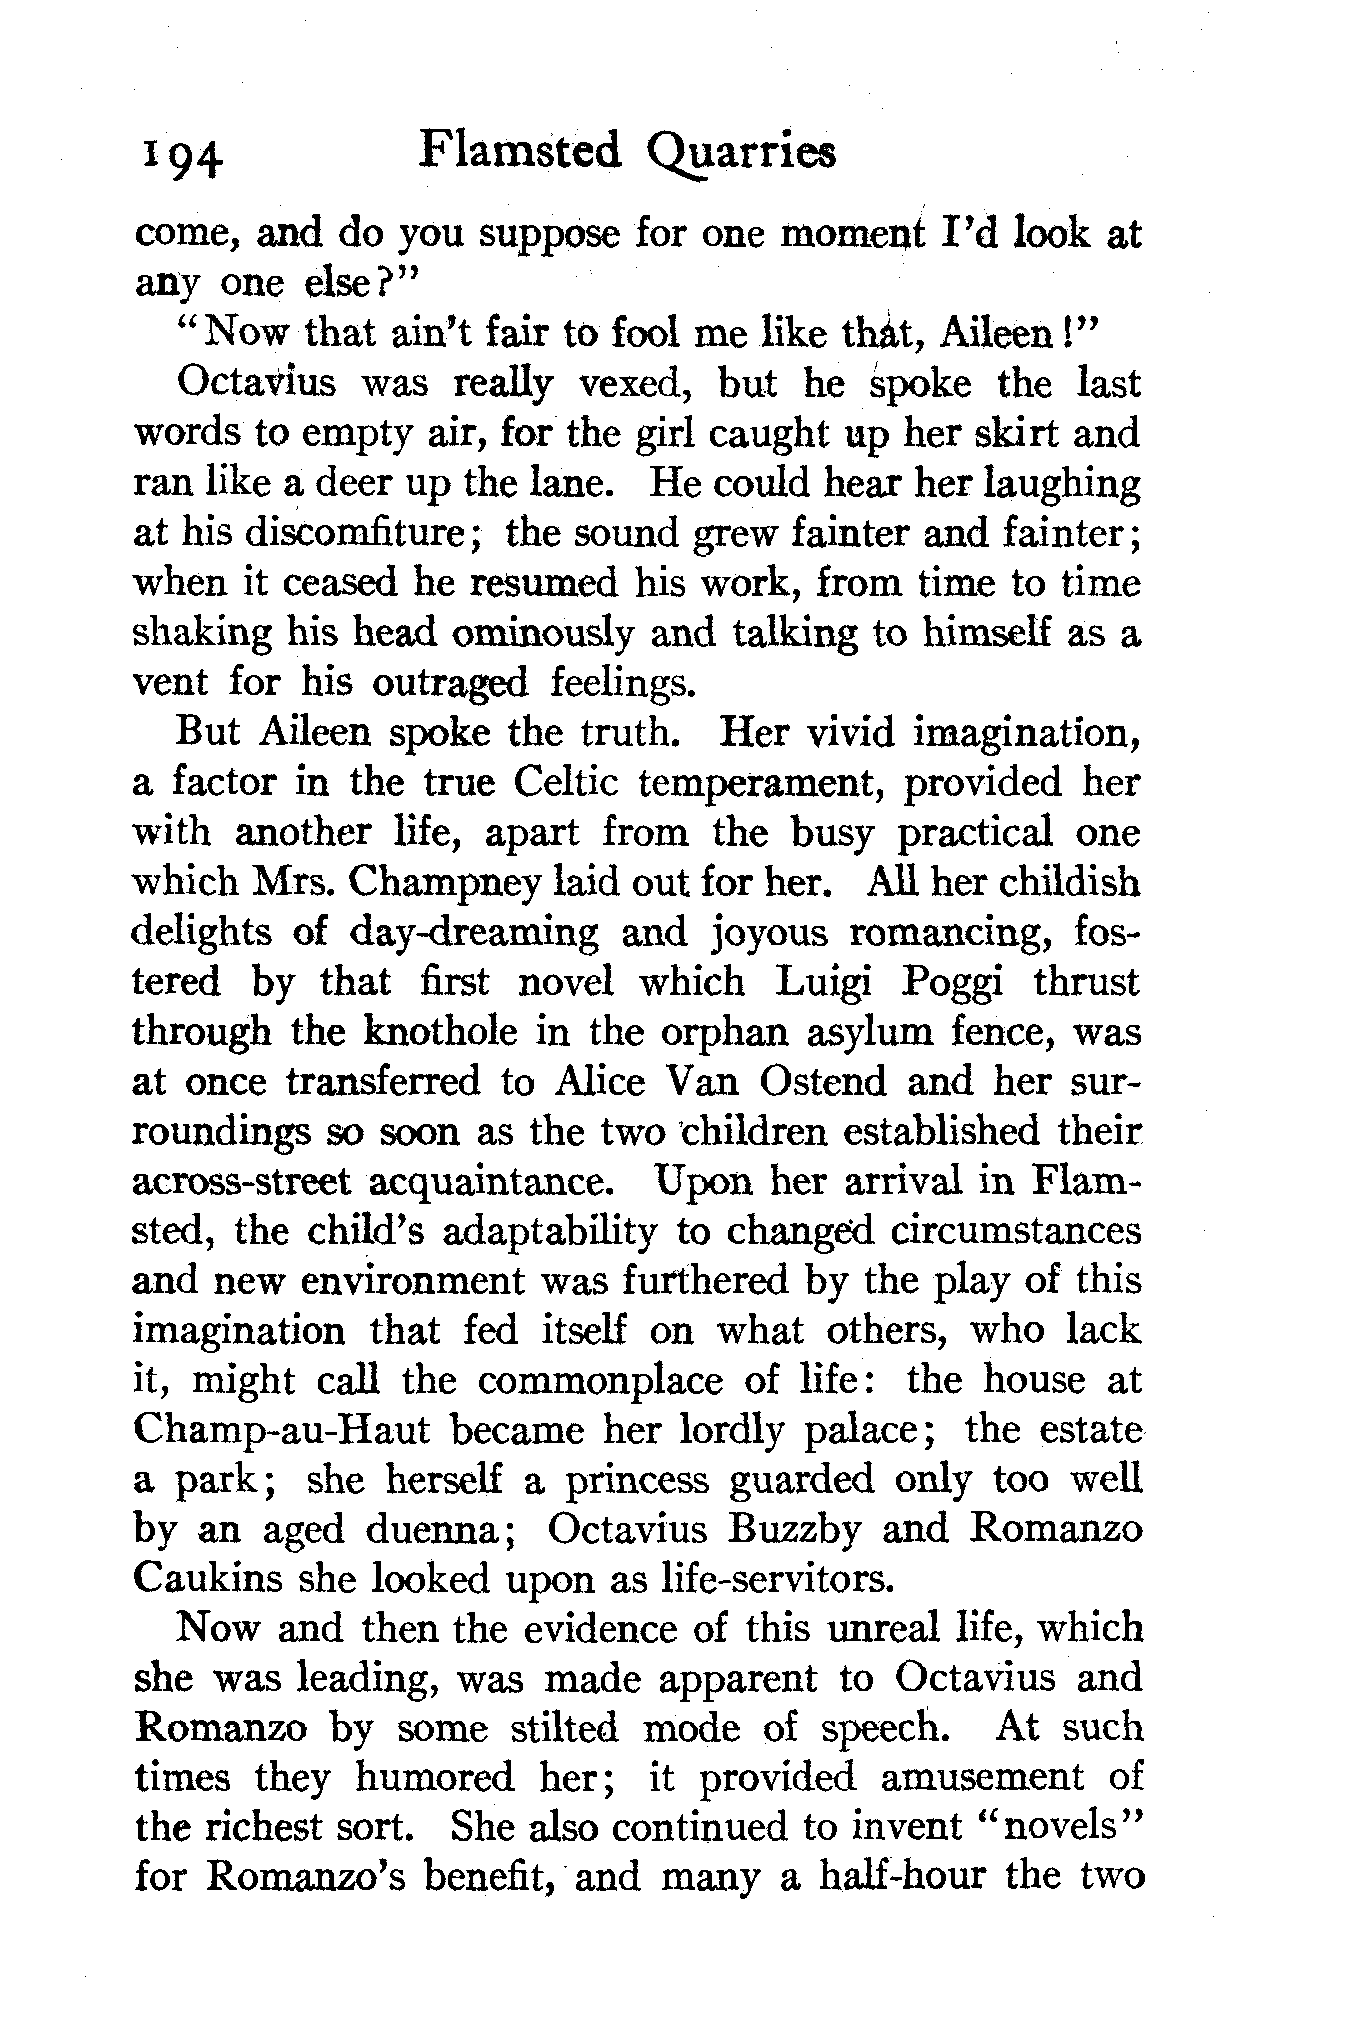 194 Flamsted Quarries
come, and do you suppose for one moment I'd look at
any one else?"
"Now that ain't fair to fool me like that, Aileen!"
Octavius was really vexed, but he spoke the last
words to empty air, for the girl caught up her skirt and
ran like a deer up the lane. He could hear her laughing
at his discomfiture; the sound grew fainter and fainter;
when it ceased he resumed his work, from time to time
shaking his head ominously and talking to himself as a
vent for his outraged feelings.
But Aileen spoke the truth. Her vivid imagination,
a factor in the true Celtic temperament, provided her
with another life, apart from the busy practical one
which Mrs. Champney laid out for her. All her childish
delights of day-dreaming and joyous romancing, fos-
tered by that first novel which Luigi Poggi thrust
through the knothole in the orphan asylum fence, was
at once transferred to Alice Van Ostend and her sur-
roundings so soon as the two children established their
across-street acquaintance. Upon her arrival in Flam-
sted, the child's adaptability to changed circumstances
and new environment was furthered by the play of this
imagination that fed itself on what others, who lack
it, might call the commonplace of life: the house at
Champ-au-Haut became her lordly palace; the estate
a park; she herself a princess guarded only too well
by an aged duenna; Octavius Buzzby and Romanzo
Caukins she looked upon as life-servitors.
Now and then the evidence of this unreal life, which
she was leading, was made apparent to Octavius and
Romanzo by some stilted mode of speech. At such
times they humored her; it provided amusement of
the richest sort. She also continued to invent "novels"
for Romanzo's benefit, and many a half-hour the two